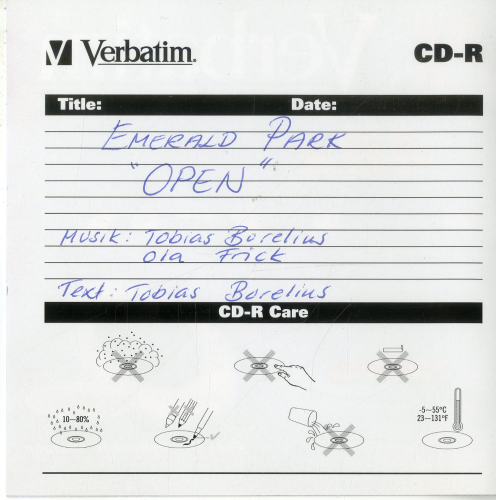 Verbatim. CD-R
Title: Date:
EMERALD PARK
"OPEN"
Musik: Tobias Borelius
Ola Frick
Text: Tobias Borelius
CD-R Care
10~80%
-5~55°C
23~131°F